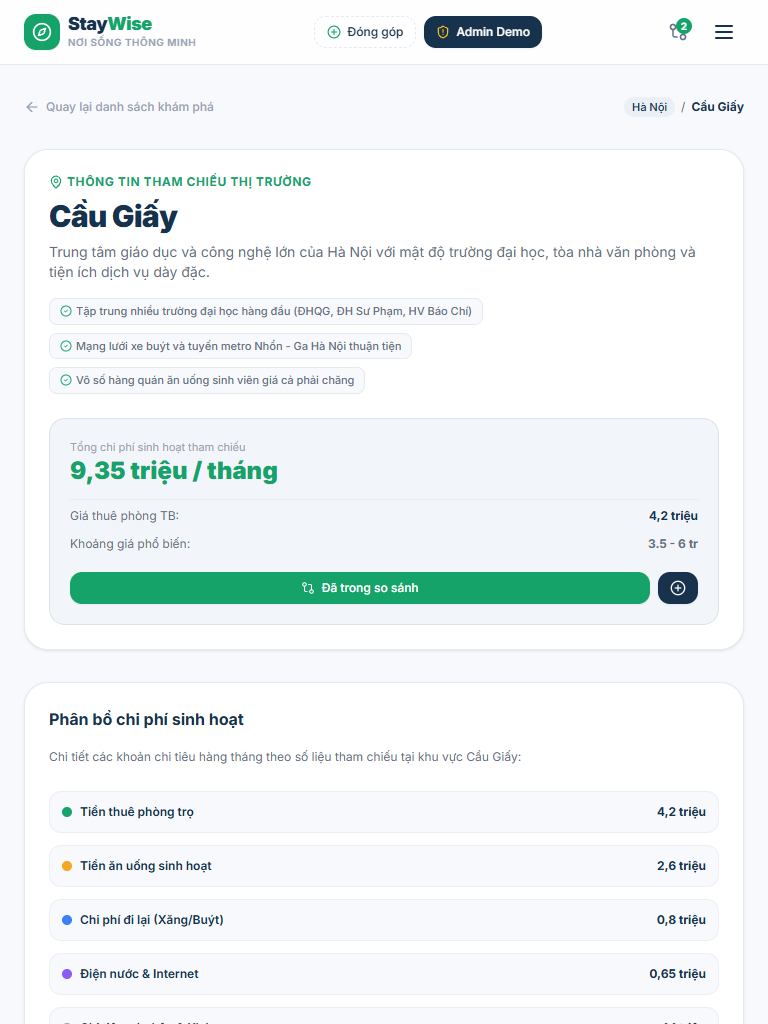 StayWise
NƠI SỐNG THÔNG MINH
Đóng góp
Admin Demo
2
Quay lại danh sách khám phá
Hà Nội / Cầu Giấy
THÔNG TIN THAM CHIẾU THỊ TRƯỜNG
Cầu Giấy
Trung tâm giáo dục và công nghệ lớn của Hà Nội với mật độ trường đại học, tòa nhà văn phòng và
tiện ích dịch vụ dày đặc.
Tập trung nhiều trường đại học hàng đầu (ĐHQG, ĐH Sư Phạm, HV Báo Chí)
Mạng lưới xe buýt và tuyến metro Nhổn - Ga Hà Nội thuận tiện
Vô số hàng quán ăn uống sinh viên giá cả phải chăng
Tổng chi phí sinh hoạt tham chiếu
9,35 triệu / tháng
Giá thuê phòng TB: 4,2 triệu
Khoảng giá phổ biến: 3.5 - 6 tr
Đã trong so sánh
Phân bổ chi phí sinh hoạt
Chi tiết các khoản chi tiêu hàng tháng theo số liệu tham chiếu tại khu vực Cầu Giấy:
Tiền thuê phòng trọ 4,2 triệu
Tiền ăn uống sinh hoạt 2,6 triệu
Chi phí đi lại (Xăng/Buýt) 0,8 triệu
Điện nước & Internet 0,65 triệu